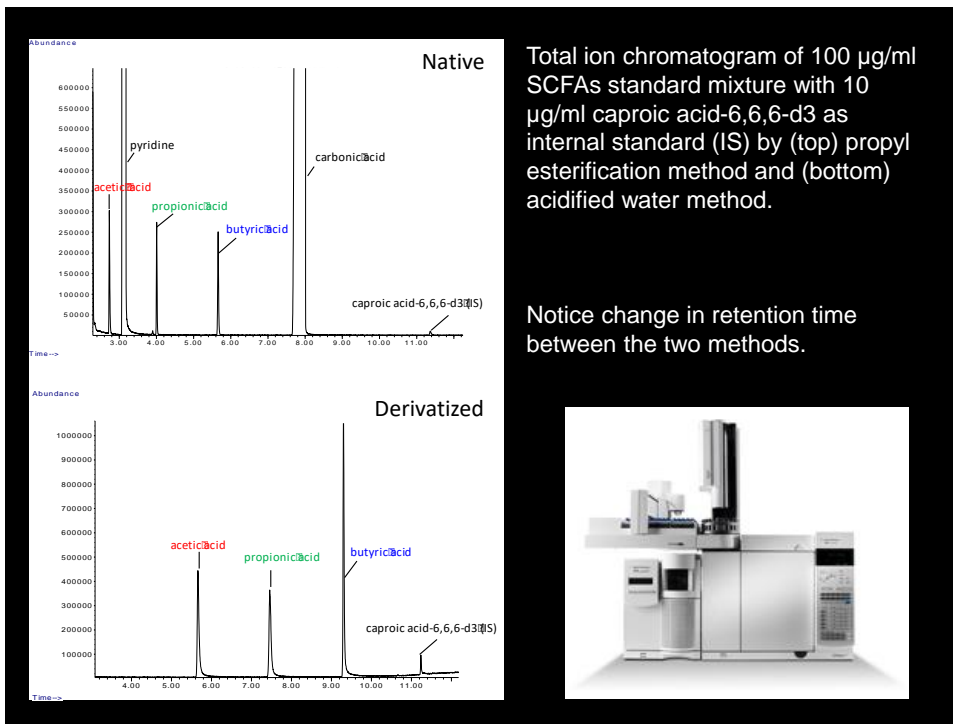 Abundance
Native
600000
550000
500000
450000
400000
350000
300000
250000
200000
150000
100000
50000
pyridine
carbonic acid
acetic acid
propionic acid
butyric acid
caproic acid-6,6,6-d3 (IS)
3.00 4.00 5.00 6.00 7.00 8.00 9.00 10.00 11.00
Time-->
Abundance
Derivatized
1000000
900000
800000
700000
600000
500000
400000
300000
200000
100000
acetic acid
propionic acid
butyric acid
caproic acid-6,6,6-d3 (IS)
4.00 5.00 6.00 7.00 8.00 9.00 10.00 11.00
Time-->
Total ion chromatogram of 100 µg/ml
SCFAs standard mixture with 10
µg/ml caproic acid-6,6,6-d3 as
internal standard (IS) by (top) propyl
esterification method and (bottom)
acidified water method.
Notice change in retention time
between the two methods.